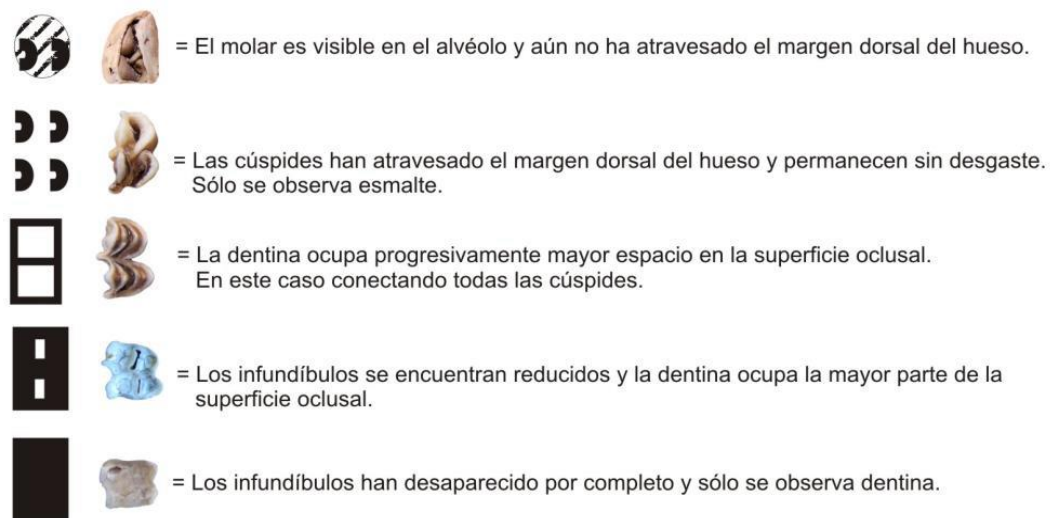 = El molar es visible en el alvéolo y aún no ha atravesado el margen dorsal del hueso.
= Las cúspides han atravesado el margen dorsal del hueso y permanecen sin desgaste.
Sólo se observa esmalte.
= La dentina ocupa progresivamente mayor espacio en la superficie oclusal.
En este caso conectando todas las cúspides.
= Los infundíbulos se encuentran reducidos y la dentina ocupa la mayor parte de la
superficie oclusal.
= Los infundíbulos han desaparecido por completo y sólo se observa dentina.